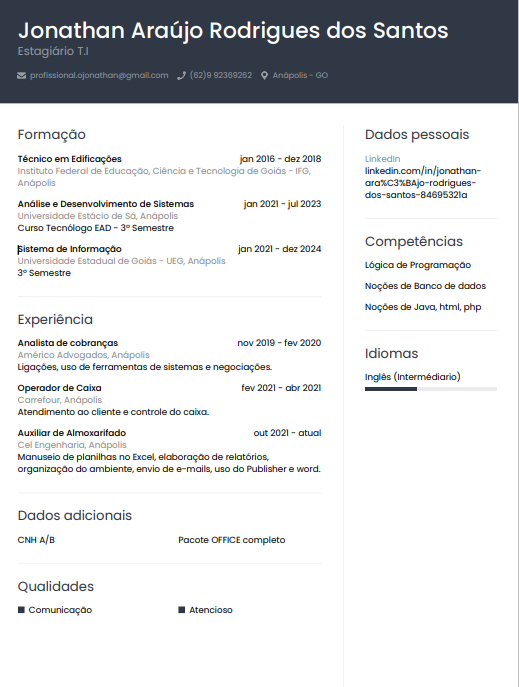 Jonathan Araújo Rodrigues dos Santos
Estagiário T.I
profissional.ojonathan@gmail.com (62)9 92369262 Anápolis - GO
Formação
Técnico em Edificações jan 2016 - dez 2018
Instituto Federal de Educação, Ciência e Tecnologia de Goiás - IFG,
Anápolis
Análise e Desenvolvimento de Sistemas jan 2021 - jul 2023
Universidade Estácio de Sá, Anápolis
Curso Tecnólogo EAD - 3º Semestre
Sistema de Informação jan 2021 - dez 2024
Universidade Estadual de Goiás - UEG, Anápolis
3º Semestre
Experiência
Analista de cobranças nov 2019 - fev 2020
Américo Advogados, Anápolis
Ligações, uso de ferramentas de sistemas e negociações.
Operador de Caixa fev 2021 - abr 2021
Carrefour, Anápolis
Atendimento ao cliente e controle do caixa.
Auxiliar de Almoxarifado out 2021 - atual
Cel Engenharia, Anápolis
Manuseio de planilhas no Excel, elaboração de relatórios,
organização do ambiente, envio de e-mails, uso do Publisher e word.
Dados adicionais
CNH A/B Pacote OFFICE completo
Qualidades
Comunicação Atencioso
Dados pessoais
LinkedIn
linkedin.com/in/jonathan-
ara%C3%BAjo-rodrigues-
dos-santos-84695321a
Competências
Lógica de Programação
Noções de Banco de dados
Noções de Java, html, php
Idiomas
Inglês (Intermédiario)